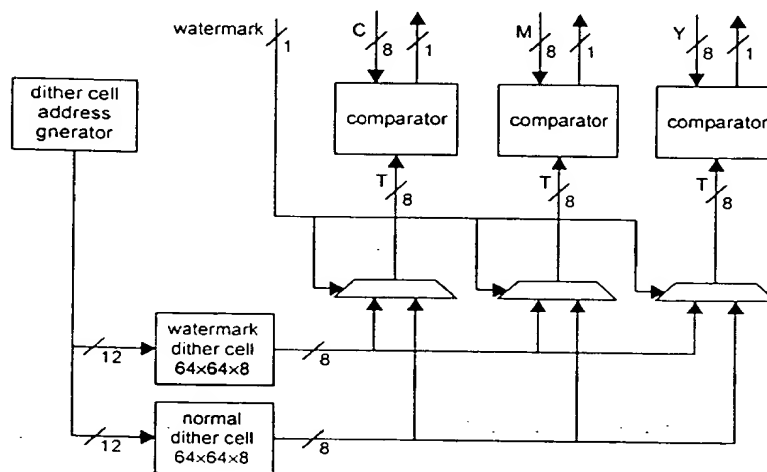 watermark
1
C
8
1
M
8
1
Y
8
1
dither cell
address
gnerator
comparator
comparator
comparator
T
8
T
8
T
8
watermark
dither cell
64×64×8
12
8
normal
dither cell
64×64×8
12
8